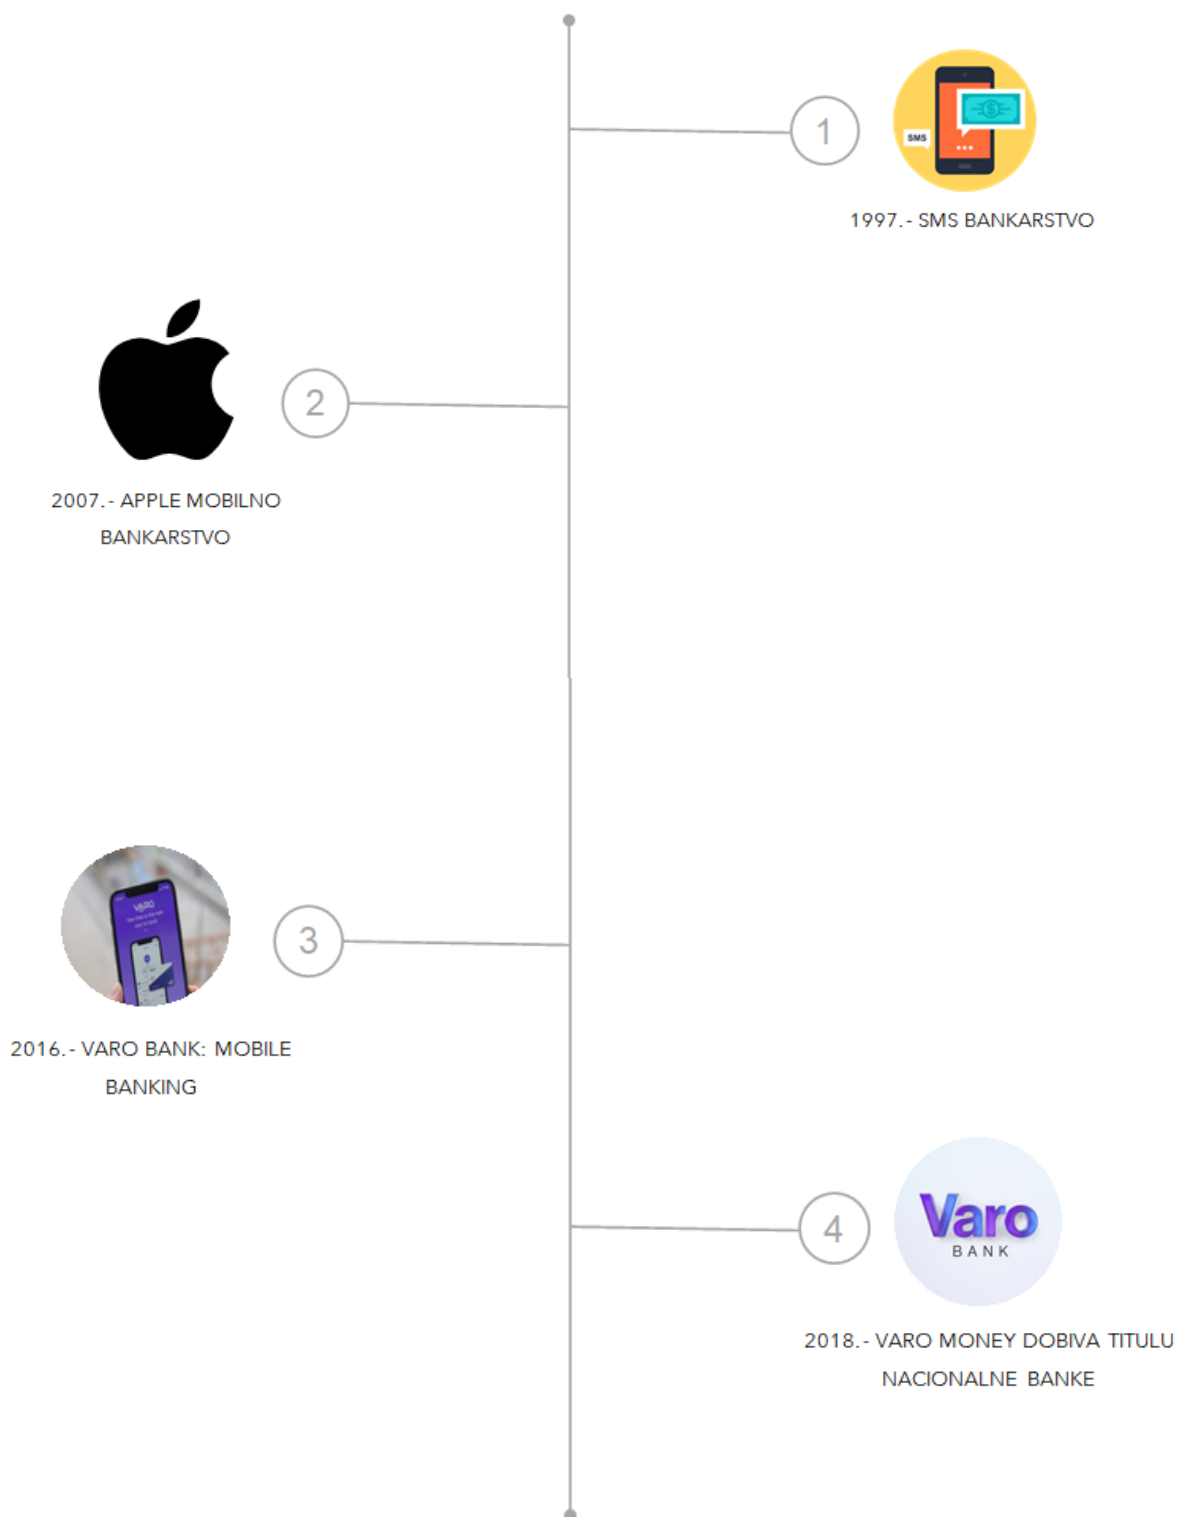 1
SMS
1997.- SMS BANKARSTVO
2
2007.- APPLE MOBILNO
BANKARSTVO
VARO
3
2016.- VARO BANK: MOBILE
BANKING
4
Varo
BANK
2018.- VARO MONEY DOBIVA TITULU
NACIONALNE BANKE